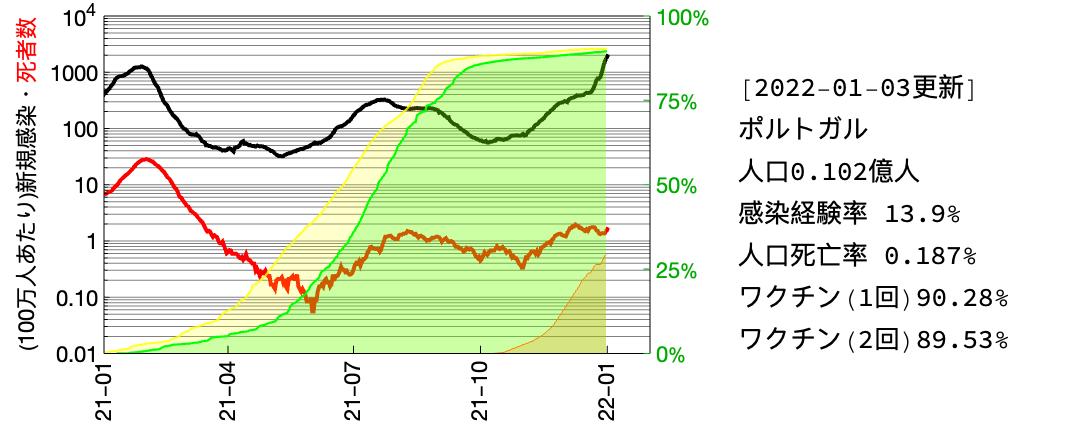 (100万人あたり)新規感染・死者数
10⁴
1000
100
10
1
0.10
0.01
100%
75%
50%
25%
0%
21-01
21-04
21-07
21-10
22-01
[2022-01-03更新]
ポルトガル
人口0.102億人
感染経験率 13.9%
人口死亡率 0.187%
ワクチン(1回)90.28%
ワクチン(2回)89.53%